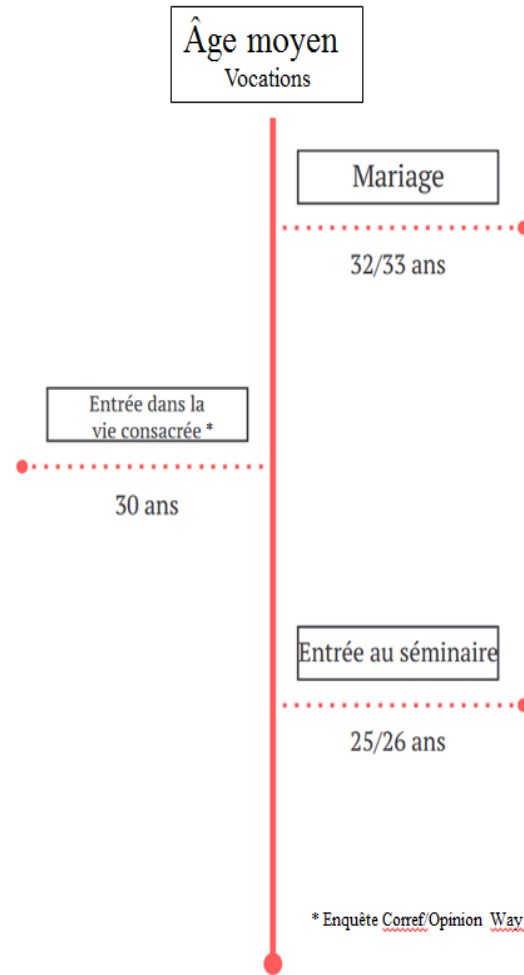 Âge moyen
Vocations
Mariage
32/33 ans
Entrée dans la
vie consacrée *
30 ans
Entrée au séminaire
25/26 ans
* Enquête Corref/Opinion Way